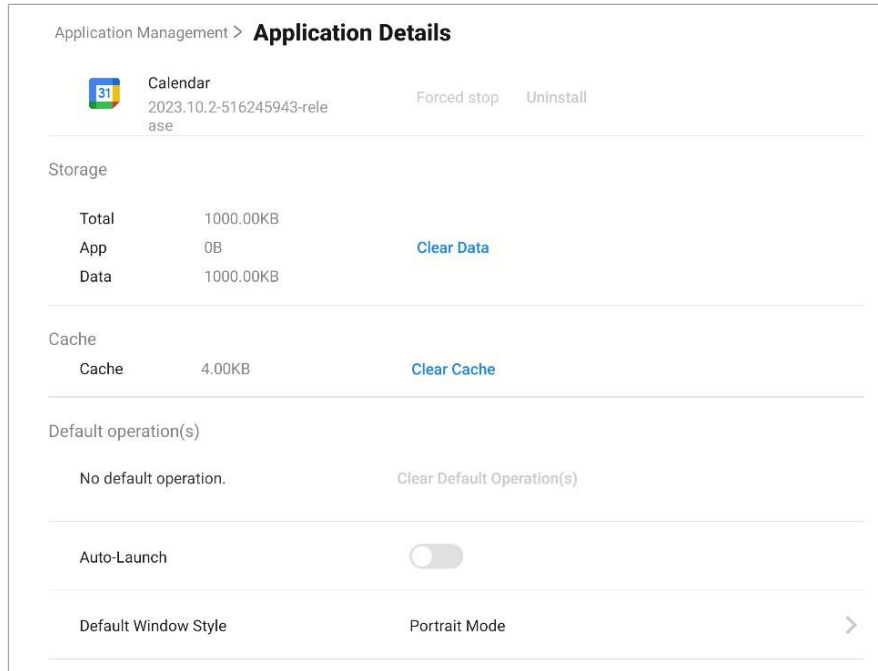 Application Management > Application Details
31
Calendar
2023.10.2-516245943-rele
ase
Forced stop Uninstall
Storage
Total 1000.00KB
App 0B Clear Data
Data 1000.00KB
Cache
Cache 4.00KB Clear Cache
Default operation(s)
No default operation. Clear Default Operation(s)
Auto-Launch
Default Window Style Portrait Mode